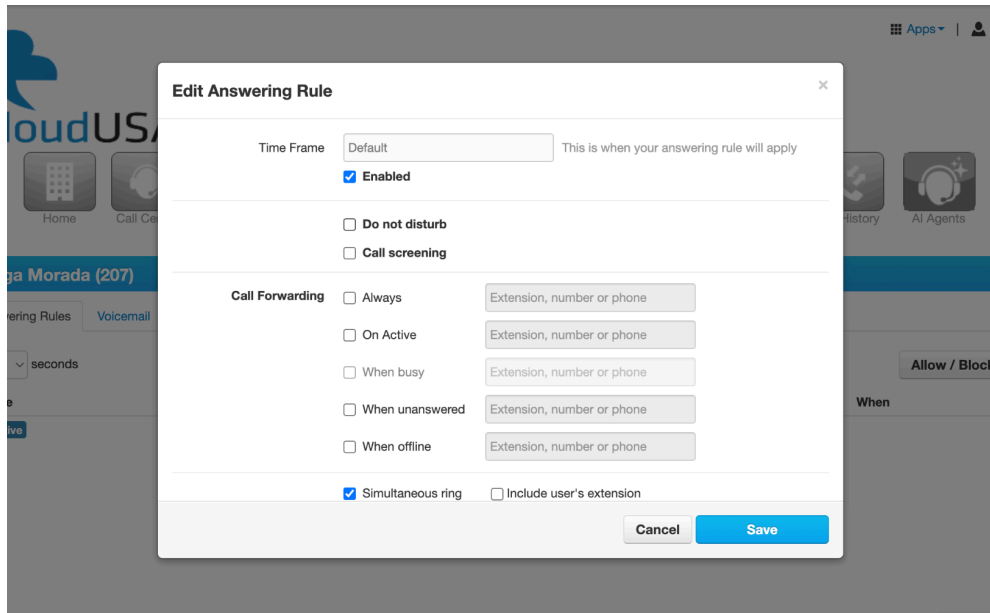 Apps
loudUSA
Home
Call Ce
History
AI Agents
ga Morada (207)
ering Rules Voicemail
seconds
Allow / Block
e
When
ive
Edit Answering Rule
×
Time Frame Default This is when your answering rule will apply
Enabled
Do not disturb
Call screening
Call Forwarding Always Extension, number or phone
On Active Extension, number or phone
When busy Extension, number or phone
When unanswered Extension, number or phone
When offline Extension, number or phone
Simultaneous ring Include user's extension
Cancel Save